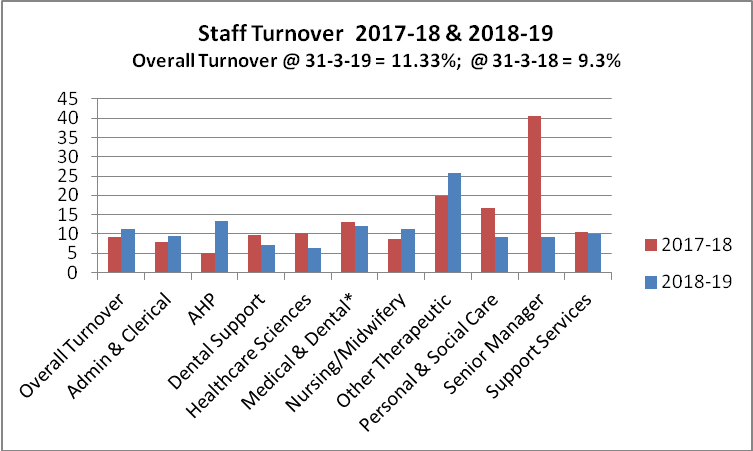 Staff Turnover 2017-18 & 2018-19
Overall Turnover @ 31-3-19 = 11.33%; @ 31-3-18 = 9.3%
45
40
35
30
25
20
15
10
5
0
2017-18
2018-19
Overall Turnover
Admin & Clerical
AHP
Dental Support
Healthcare Sciences
Medical & Dental*
Nursing/Midwifery
Other Therapeutic
Personal & Social Care
Senior Manager
Support Services